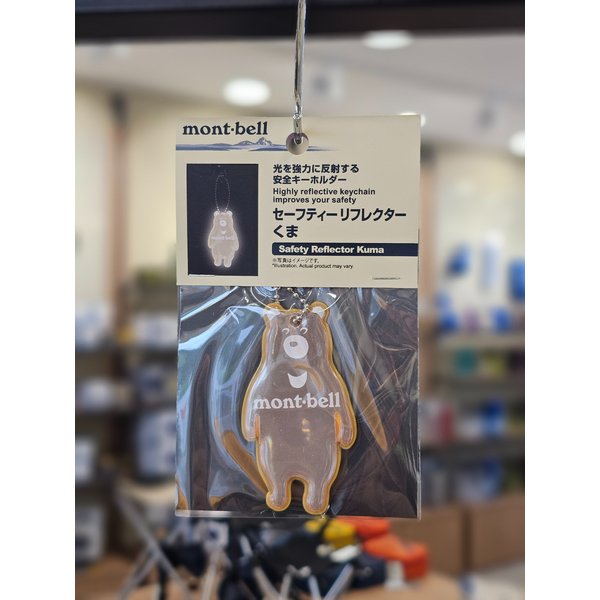 mont·bell
光を強力に反射する
安全キーホルダー
Highly reflective keychain
improves your safety
セーフティーリフレクター
くま
Safety Reflector Kuma
※写真はイメージです。
*Illustration. Actual product may vary.
mont·bell
mont·bell